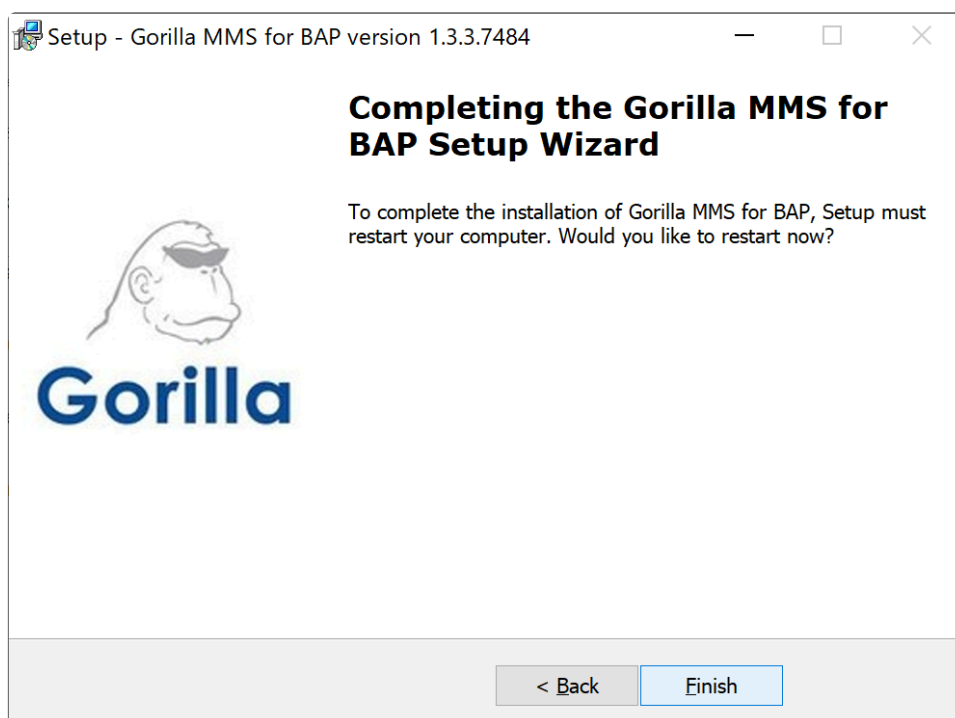 Setup - Gorilla MMS for BAP version 1.3.3.7484
Completing the Gorilla MMS for
BAP Setup Wizard
To complete the installation of Gorilla MMS for BAP, Setup must
restart your computer. Would you like to restart now?
Gorilla
< Back
Finish